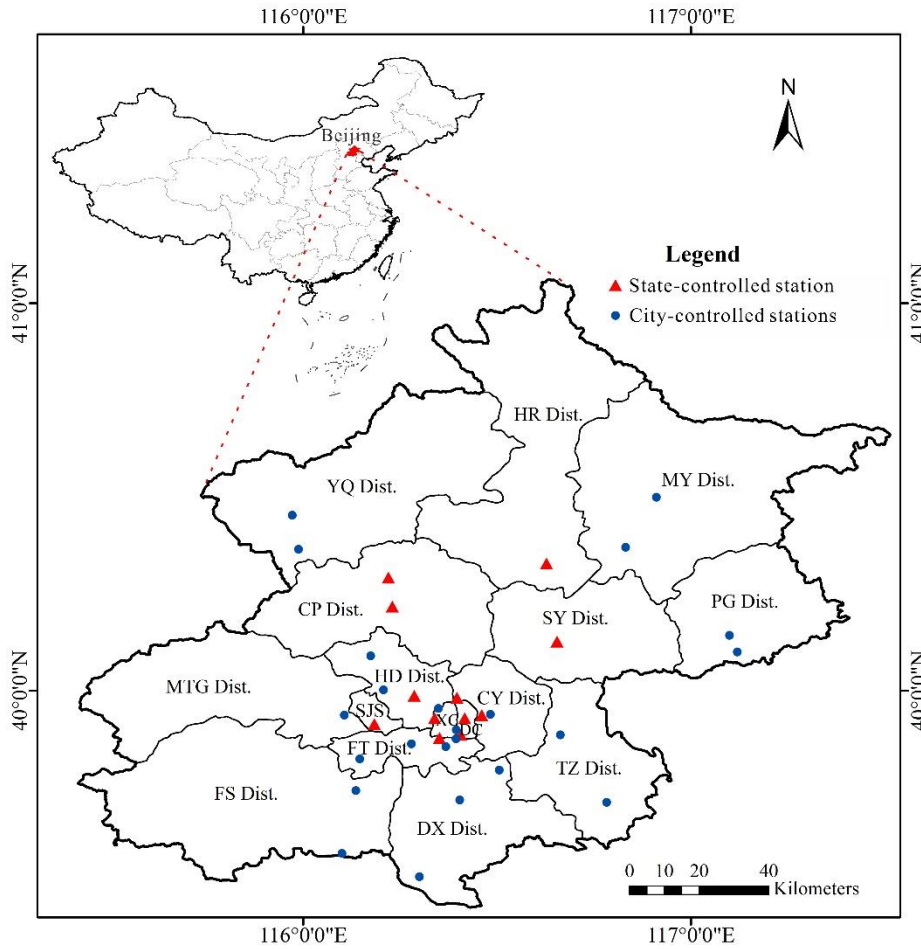 116°0'0"E
117°0'0"E
N
Beijing
Legend
State-controlled station
City-controlled stations
41°0'0"N
41°0'0"N
HR Dist.
YQ Dist.
MY Dist.
CP Dist.
SY Dist.
PG Dist.
40°0'0"N
40°0'0"N
MTG Dist.
HD Dist.
CY Dist.
SJS
XC
DC
FT Dist.
TZ Dist.
FS Dist.
DX Dist.
0 10 20 40
Kilometers
116°0'0"E
117°0'0"E